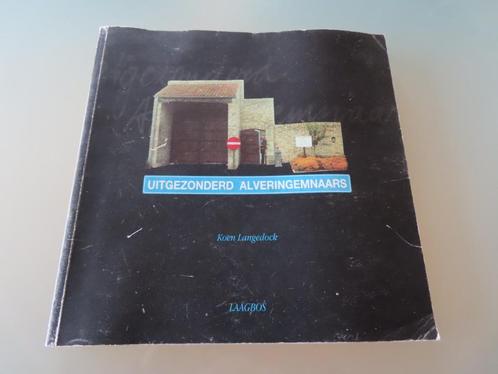 UITGEZONDERD ALVERINGEMNAARS
Koen Langedock
LAAGBOS